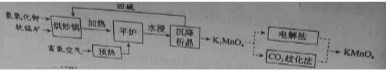 回碱
氢氧化钾
软锰矿
烘炒锅
加热
平炉
水浸
沉降
析晶
K₂MnO₄
电解法
CO₂歧化法
KMnO₄
富氧空气
预热